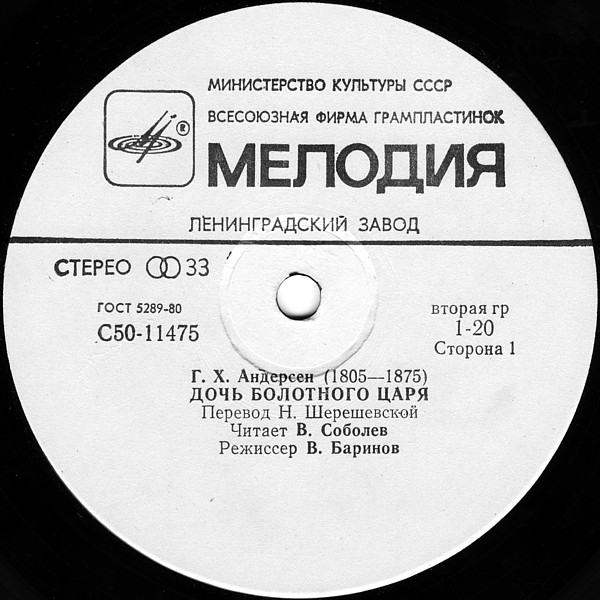 МИНИСТЕРСТВО КУЛЬТУРЫ СССР
ВСЕСОЮЗНАЯ ФИРМА ГРАМПЛАСТИНОК
®
МЕЛОДИЯ
ЛЕНИНГРАДСКИЙ ЗАВОД
СТЕРЕО 33
ГОСТ 5289-80
С50-11475
вторая гр
1-20
Сторона 1
Г. Х. Андерсен (1805—1875)
ДОЧЬ БОЛОТНОГО ЦАРЯ
Перевод Н. Шерешевской
Читает В. Соболев
Режиссер В. Баринов